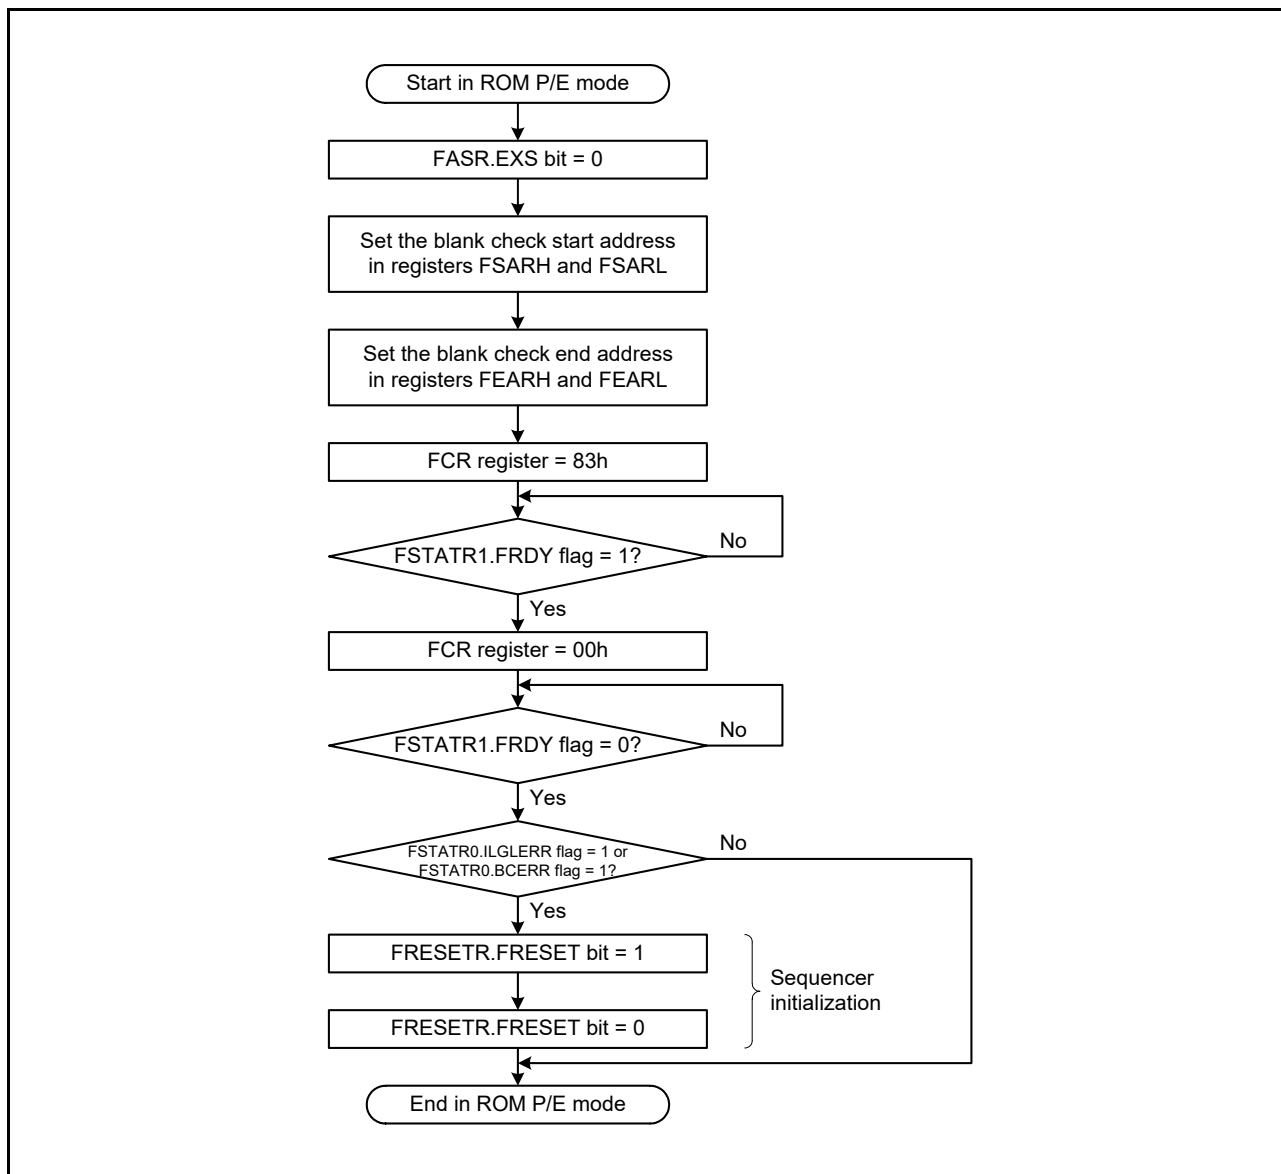 Start in ROM P/E mode
FASR.EXS bit = 0
Set the blank check start address
in registers FSARH and FSARL
Set the blank check end address
in registers FEARH and FEARL
FCR register = 83h
FSTATR1.FRDY flag = 1?
No
Yes
FCR register = 00h
FSTATR1.FRDY flag = 0?
No
Yes
FSTATR0.ILGLERR flag = 1 or
FSTATR0.BCERR flag = 1?
No
Yes
FRESETR.FRESET bit = 1
FRESETR.FRESET bit = 0
Sequencer
initialization
End in ROM P/E mode